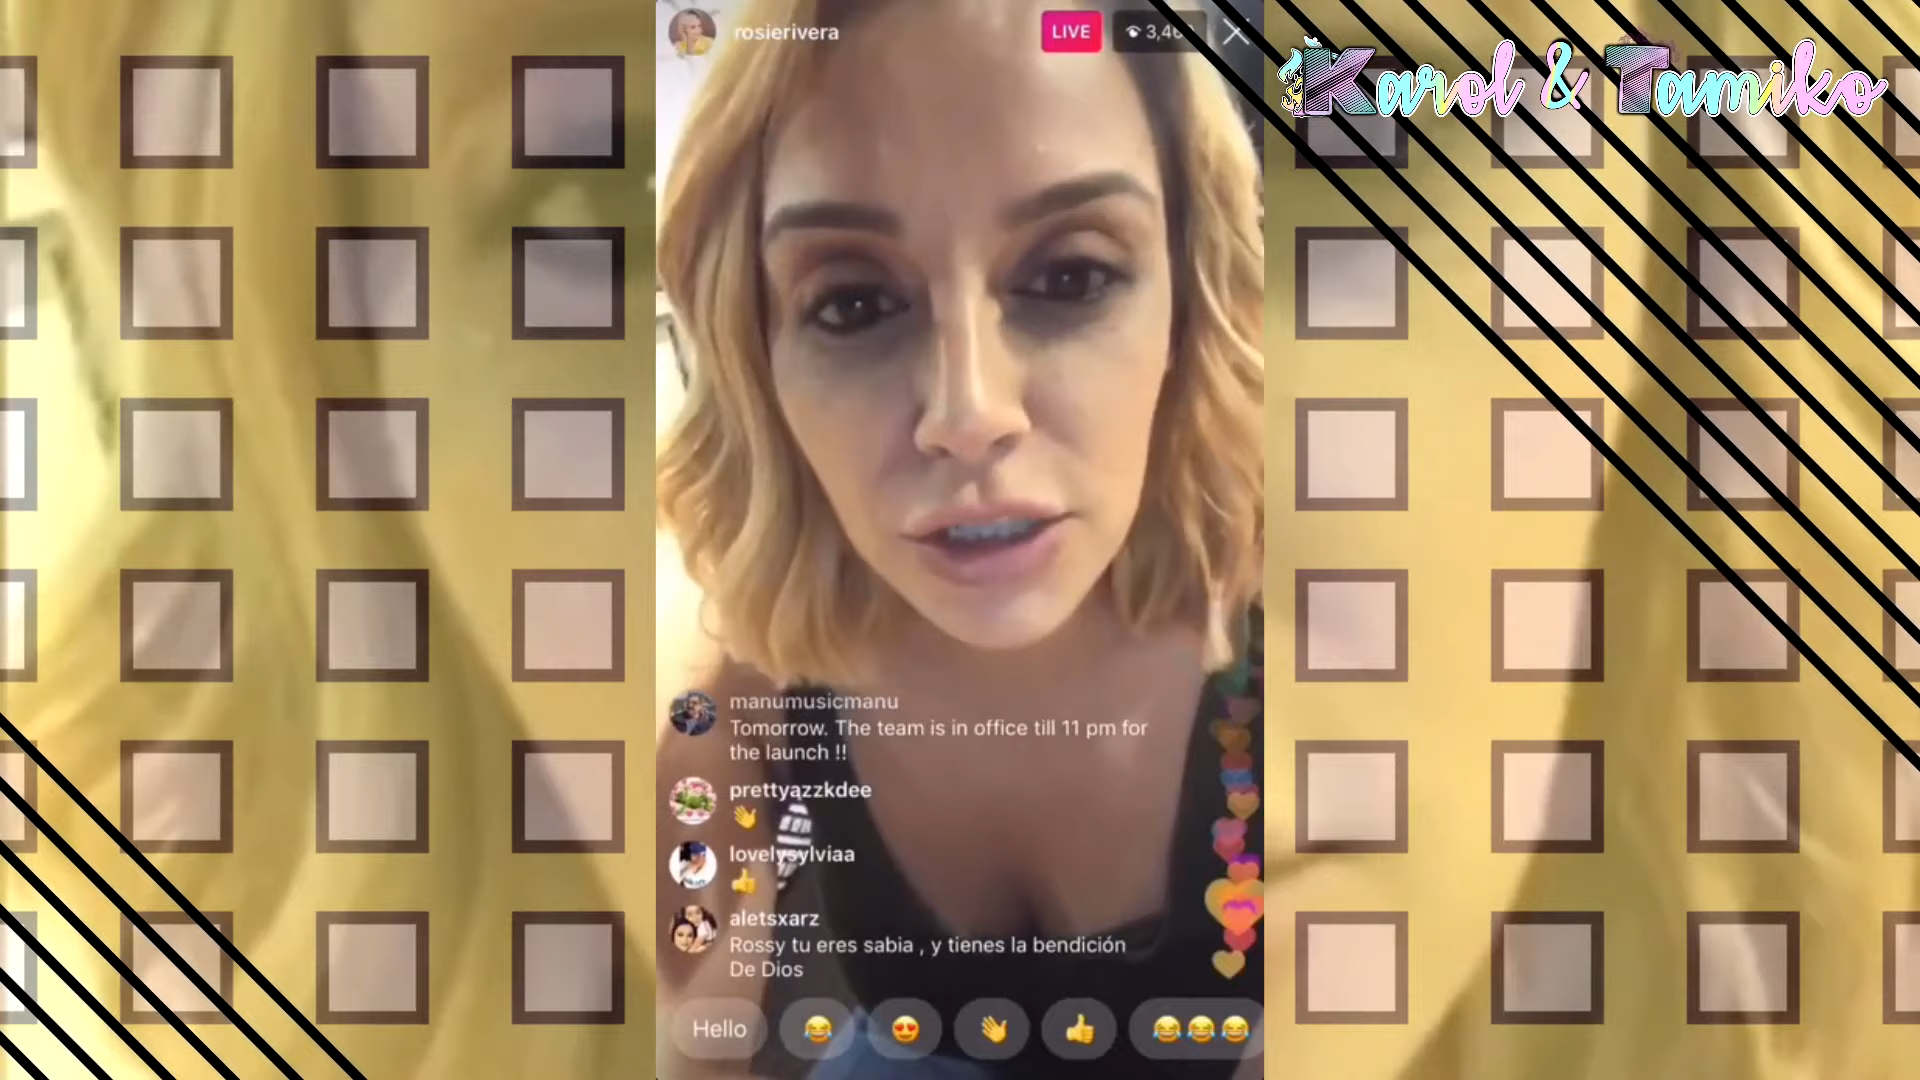 rosierivera
LIVE
Karol & Tamiko
manumusicmanu
Tomorrow. The team is in office till 11 pm for
the launch !!
prettyazzkdee
👋
lovelysylviaa
👍
aletsxarz
Rossy tu eres sabia , y tienes la bendición
De Dios
Hello
😂
😍
👋
👍
😂😂😂